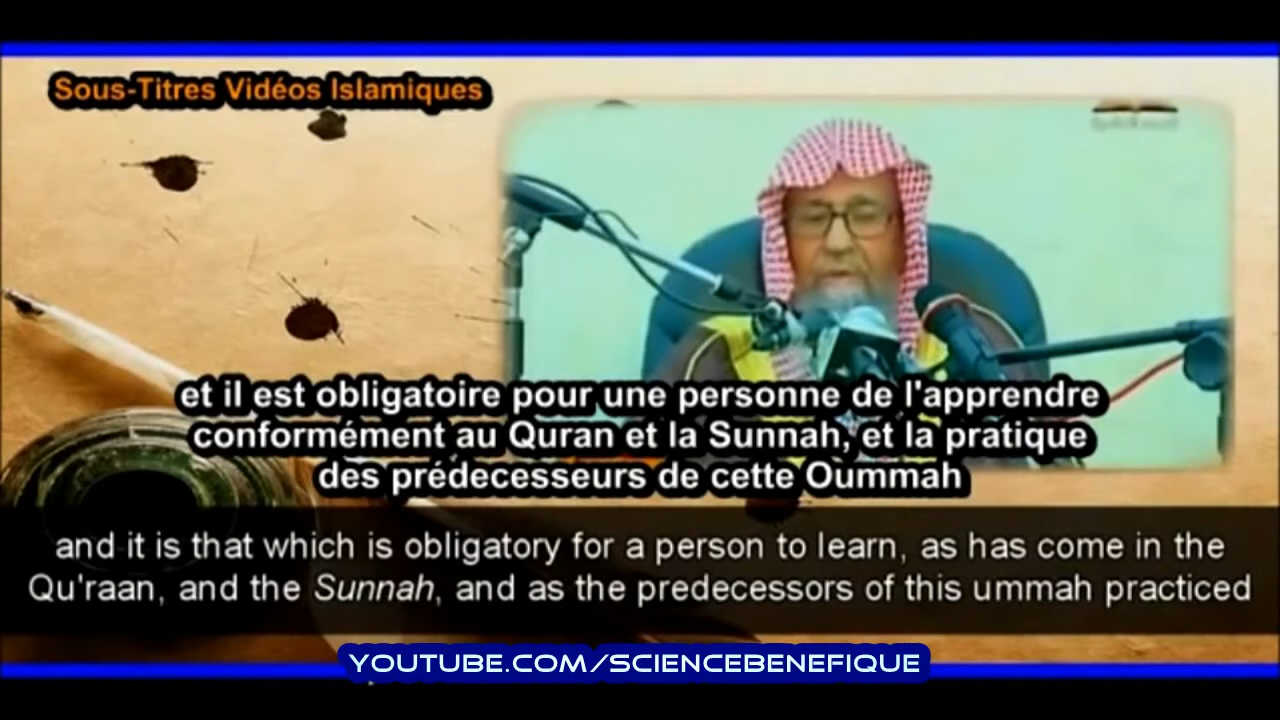 Sous-Titres Vidéos Islamiques
et il est obligatoire pour une personne de l'apprendre
conformément au Quran et la Sunnah, et la pratique
des prédecesseurs de cette Oummah
and it is that which is obligatory for a person to learn, as has come in the
Qu'raan, and the Sunnah, and as the predecessors of this ummah practiced
YOUTUBE.COM/SCIENCEBENEFIQUE